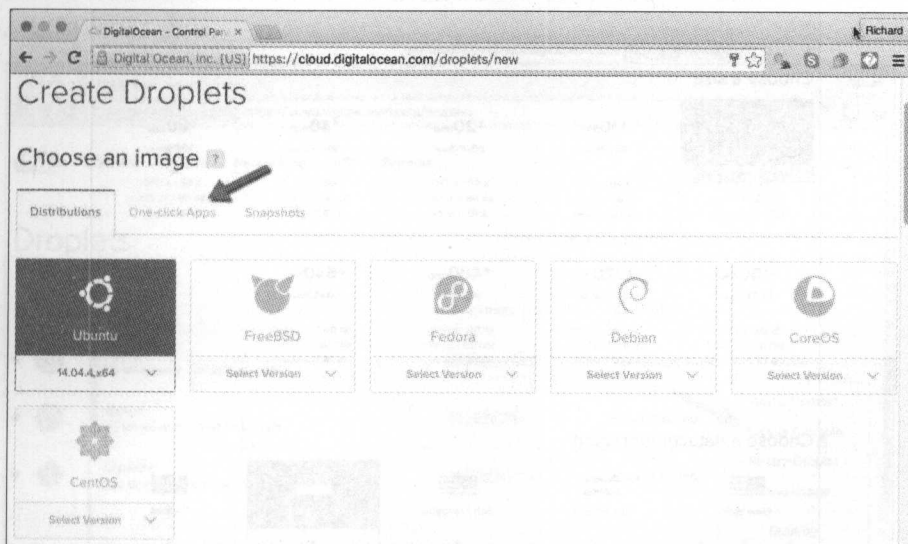 DigitalOcean - Control Pan
Richard
Digital Ocean, Inc. [US] https://cloud.digitalocean.com/droplets/new
Create Droplets
Choose an image ?
Distributions One-click Apps Snapshots
Ubuntu FreeBSD Fedora Debian CoreOS
14.04.4 x64 Select Version Select Version Select Version Select Version
CentOS
Select Version